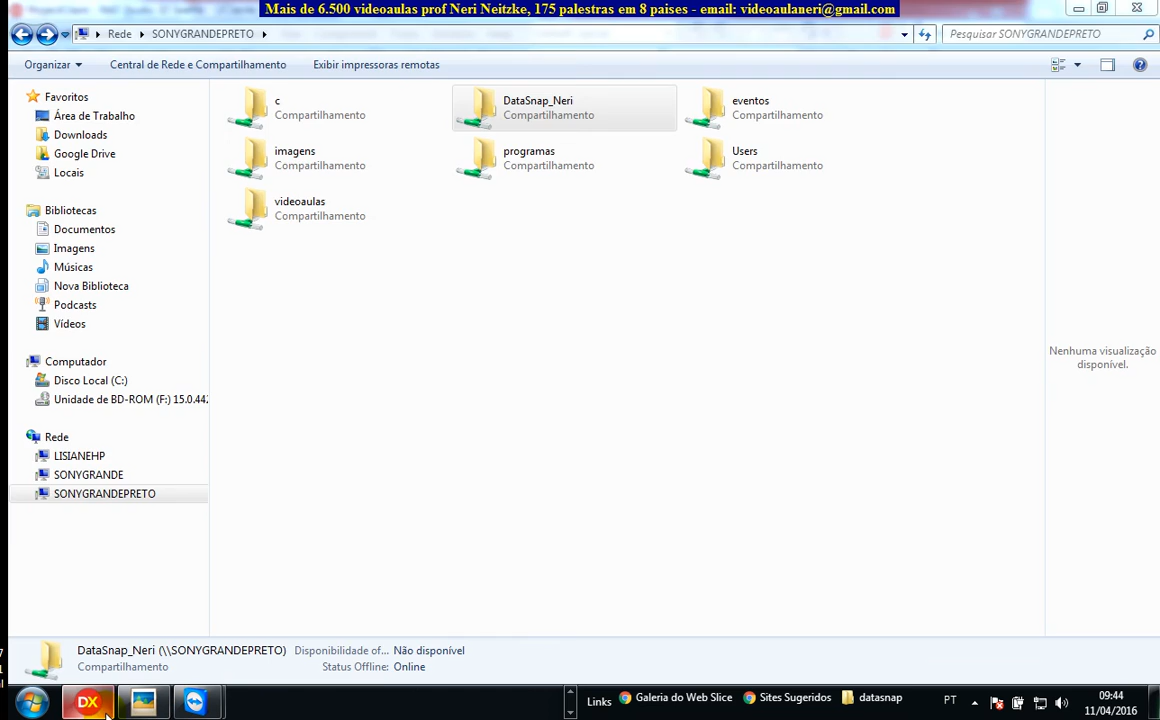 Mais de 6.500 videoaulas prof Neri Neitzke, 175 palestras em 8 paises - email: videoaulaneri@gmail.com
Rede SONYGRANDEPRETO
Pesquisar SONYGRANDEPRETO
Organizar Central de Rede e Compartilhamento Exibir impressoras remotas
Favoritos
Área de Trabalho
Downloads
Google Drive
Locais
Bibliotecas
Documentos
Imagens
Músicas
Nova Biblioteca
Podcasts
Vídeos
Computador
Disco Local (C:)
Unidade de BD-ROM (F:) 15.0.442
Rede
LISIANEHP
SONYGRANDE
SONYGRANDEPRETO
c
Compartilhamento
DataSnap_Neri
Compartilhamento
eventos
Compartilhamento
imagens
Compartilhamento
programas
Compartilhamento
Users
Compartilhamento
videoaulas
Compartilhamento
Nenhuma visualização
disponível.
DataSnap_Neri (\\SONYGRANDEPRETO) Disponibilidade of... Não disponível
Compartilhamento Status Offline: Online
DX
Links Galeria do Web Slice Sites Sugeridos datasnap
PT
09:44
11/04/2016